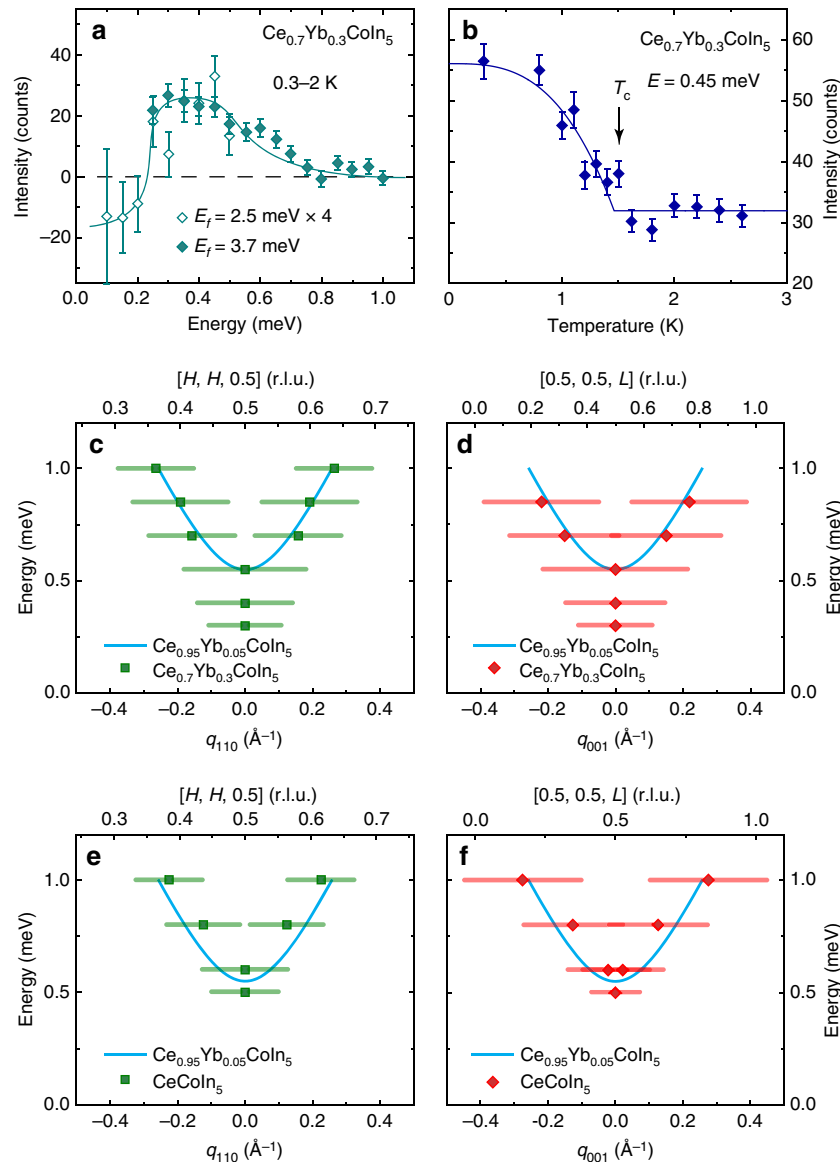 a
Ce0.7Yb0.3CoIn5
0.3–2 K
Ef = 2.5 meV × 4
Ef = 3.7 meV
Intensity (counts)
40
20
0
–20
0.0 0.2 0.4 0.6 0.8 1.0
Energy (meV)
b
Ce0.7Yb0.3CoIn5
E = 0.45 meV
Tc
60
50
40
30
20
Intensity (counts)
0 1 2 3
Temperature (K)
[H, H, 0.5] (r.l.u.)
0.3 0.4 0.5 0.6 0.7
c
1.0
0.5
0.0
Energy (meV)
Ce0.95Yb0.05CoIn5
Ce0.7Yb0.3CoIn5
–0.4 –0.2 0.0 0.2 0.4
q110 (Å–1)
[0.5, 0.5, L] (r.l.u.)
0.0 0.2 0.4 0.6 0.8 1.0
d
1.0
0.5
0.0
Energy (meV)
Ce0.95Yb0.05CoIn5
Ce0.7Yb0.3CoIn5
–0.4 –0.2 0.0 0.2 0.4
q001 (Å–1)
[H, H, 0.5] (r.l.u.)
0.3 0.4 0.5 0.6 0.7
e
1.0
0.5
0.0
Energy (meV)
Ce0.95Yb0.05CoIn5
CeCoIn5
–0.4 –0.2 0.0 0.2 0.4
q110 (Å–1)
[0.5, 0.5, L] (r.l.u.)
0.0 0.5 1.0
f
1.0
0.5
0.0
Energy (meV)
Ce0.95Yb0.05CoIn5
CeCoIn5
–0.4 -0.2 0.0 0.2 0.4
q001 (Å–1)